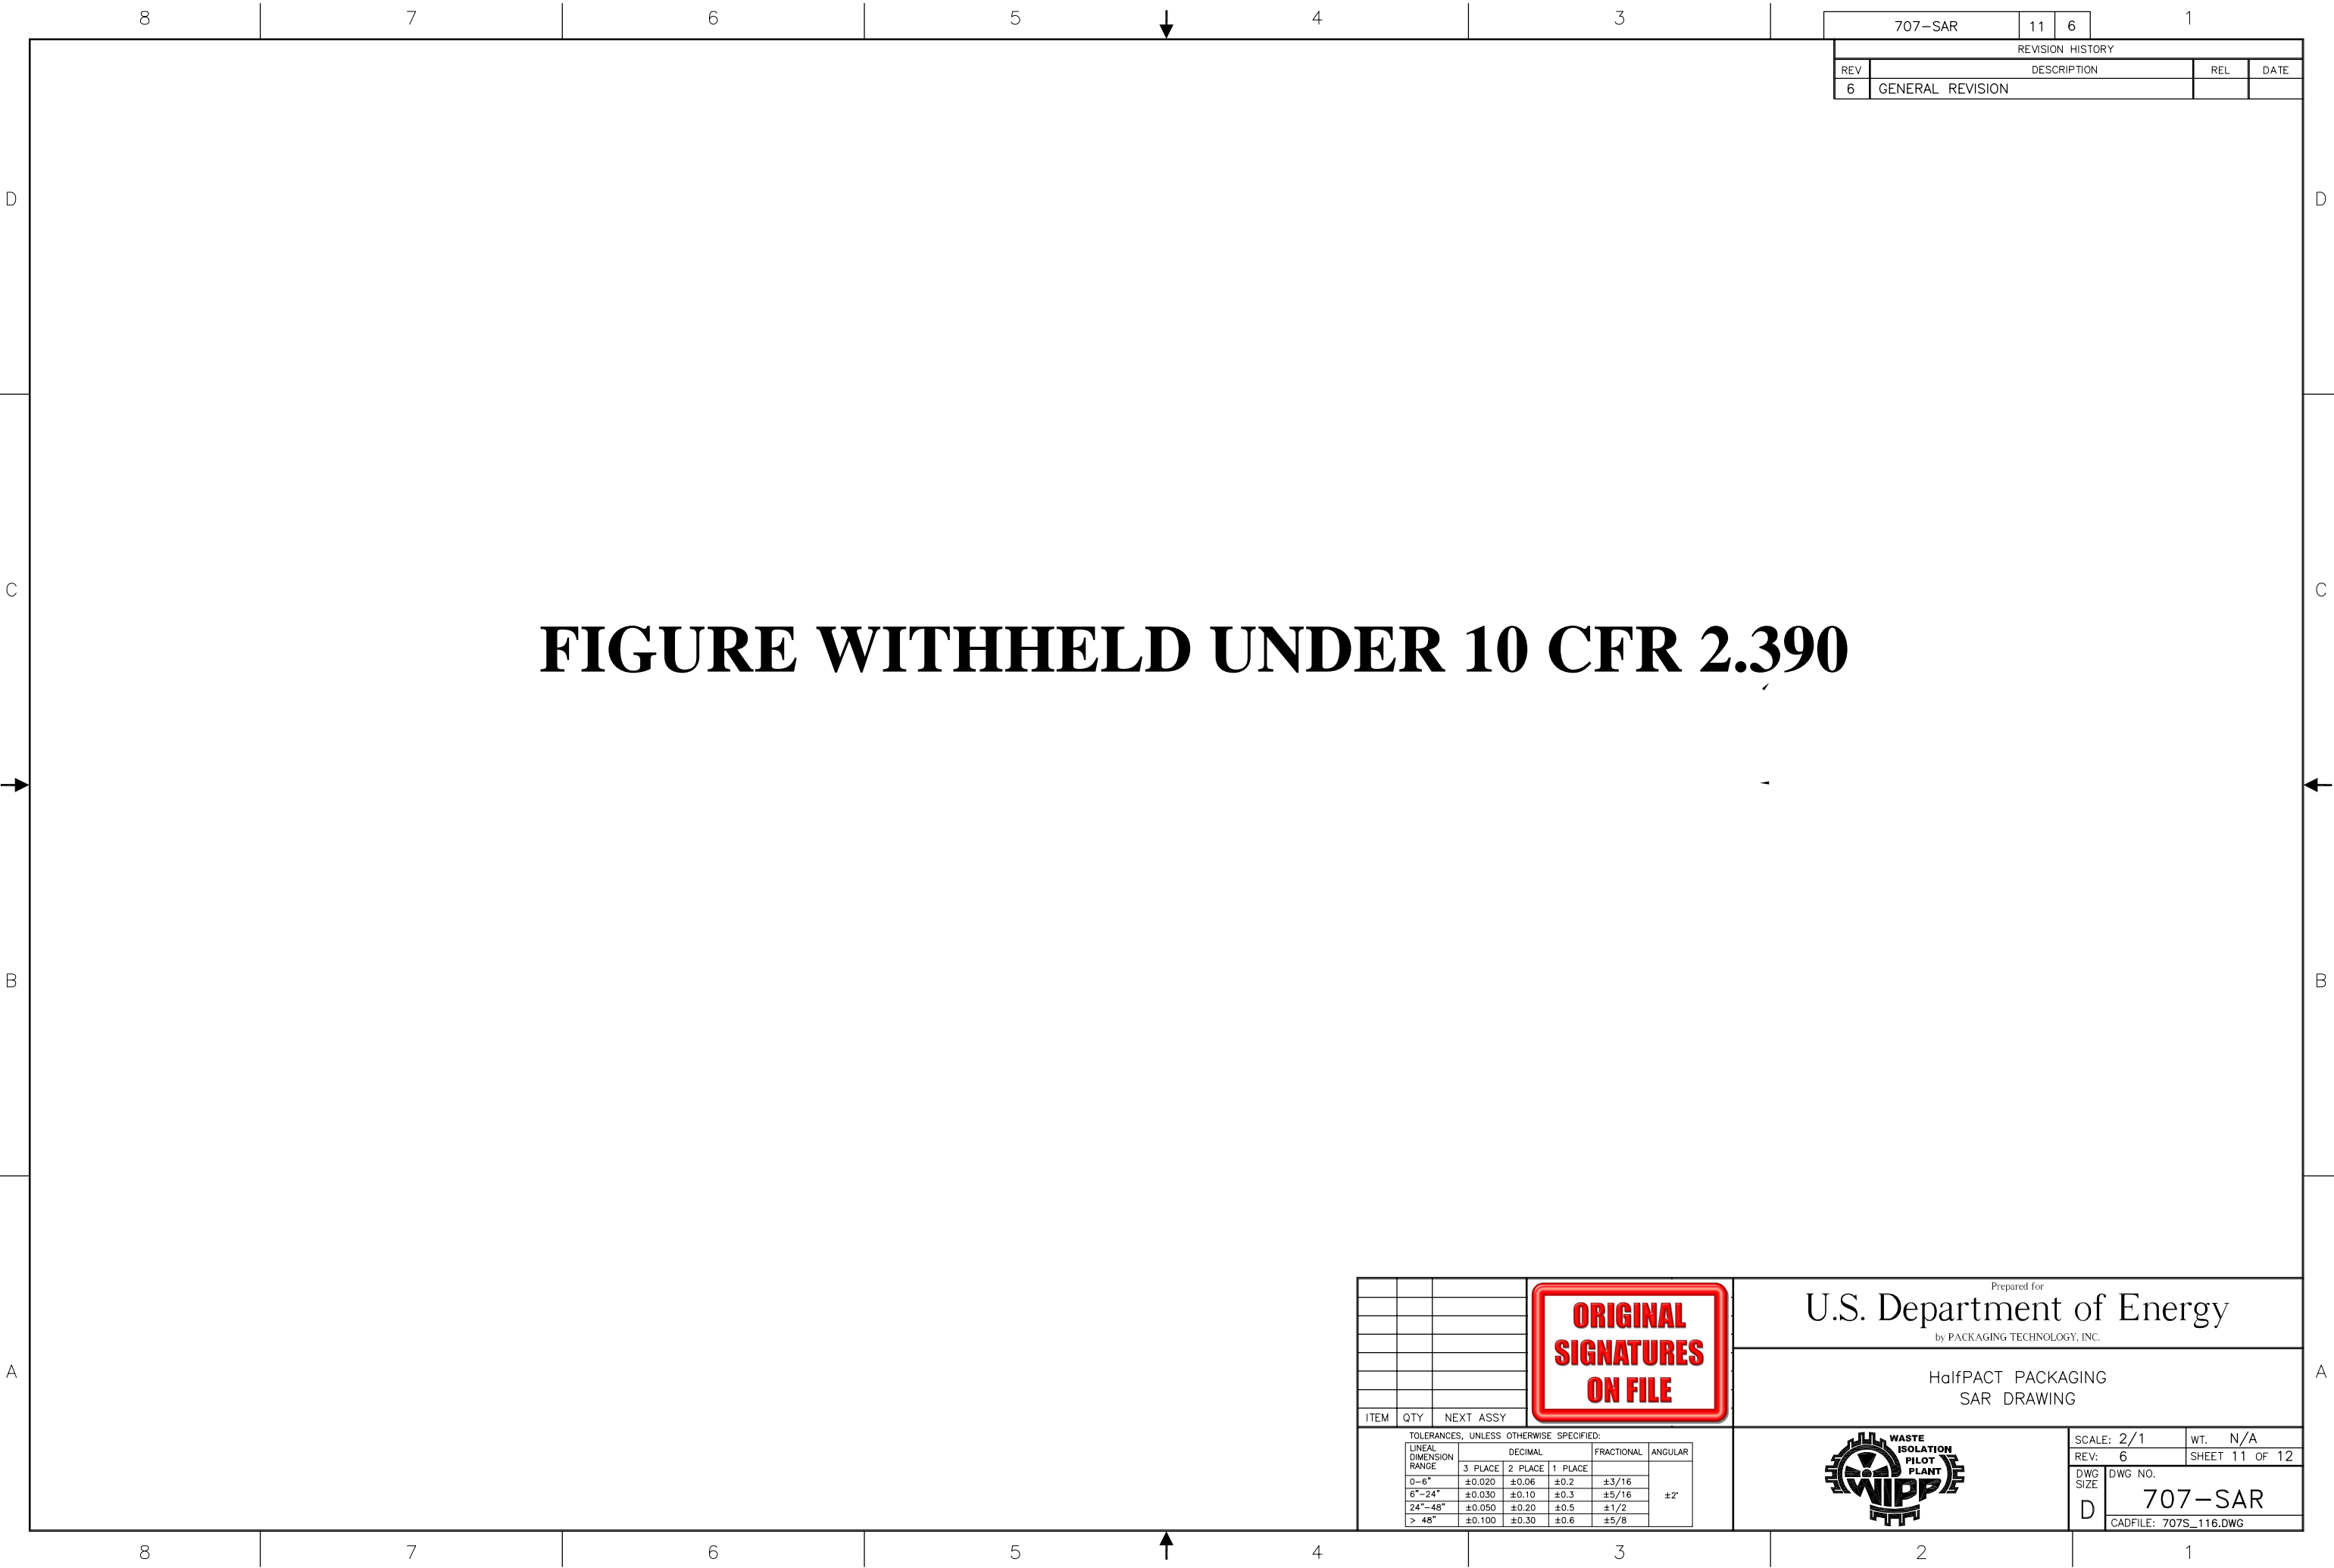 8 7 6 5 4 3 1
707-SAR 11 6
REVISION HISTORY
REV DESCRIPTION REL DATE
6 GENERAL REVISION
D D
C C
FIGURE WITHHELD UNDER 10 CFR 2.390
B B
A A
ORIGINAL
SIGNATURES
ON FILE
ITEM QTY NEXT ASSY
Prepared for
U.S. Department of Energy
by PACKAGING TECHNOLOGY, INC.
HalfPACT PACKAGING
SAR DRAWING
TOLERANCES, UNLESS OTHERWISE SPECIFIED:
LINEAL
DIMENSION
RANGE
DECIMAL FRACTIONAL ANGULAR
3 PLACE 2 PLACE 1 PLACE
0-6" ±0.020 ±0.06 ±0.2 ±3/16
6"-24" ±0.030 ±0.10 ±0.3 ±5/16
24"-48" ±0.050 ±0.20 ±0.5 ±1/2
> 48" ±0.100 ±0.30 ±0.6 ±5/8
±2°
WASTE
ISOLATION
PILOT
PLANT
WIPP
SCALE: 2/1 WT. N/A
REV: 6 SHEET 11 OF 12
DWG
SIZE
D
DWG NO.
707-SAR
CADFILE: 707S_116.DWG
8 7 6 5 4 3 2 1